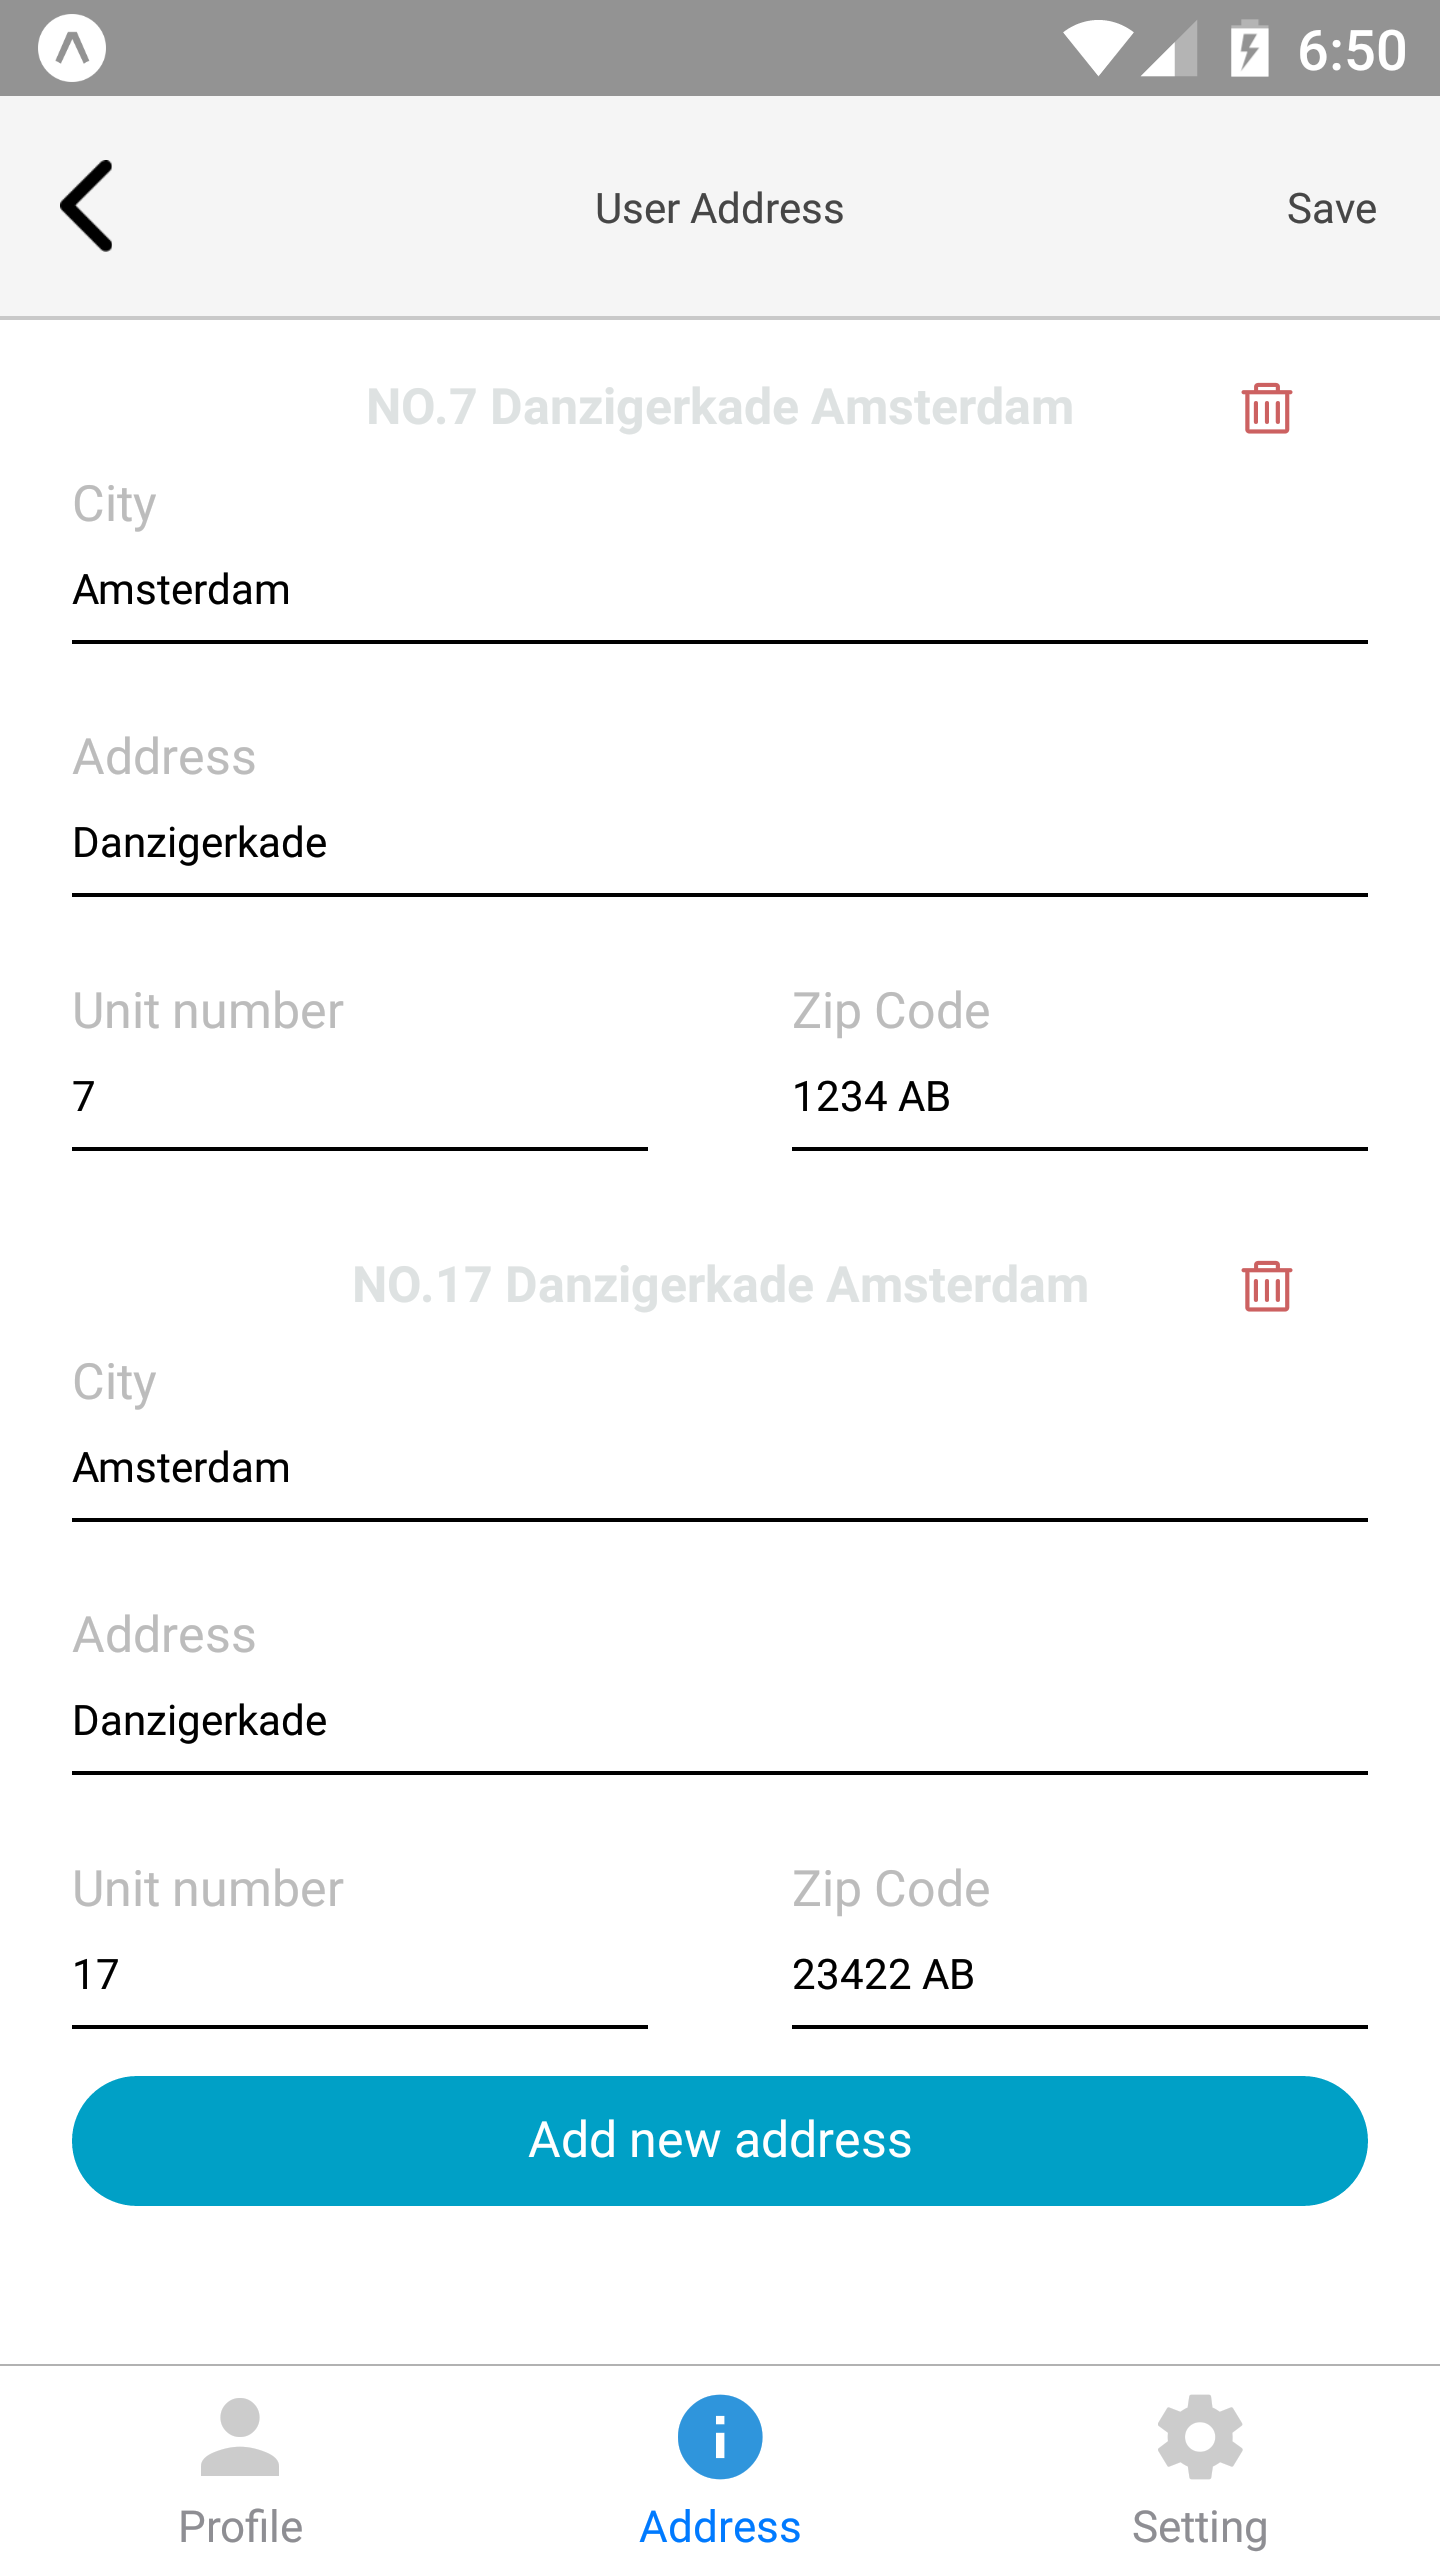 6:50
User Address
Save
NO.7 Danzigerkade Amsterdam
City
Amsterdam
Address
Danzigerkade
Unit number
Zip Code
7
1234 AB
NO.17 Danzigerkade Amsterdam
City
Amsterdam
Address
Danzigerkade
Unit number
Zip Code
17
23422 AB
Add new address
Profile
Address
Setting